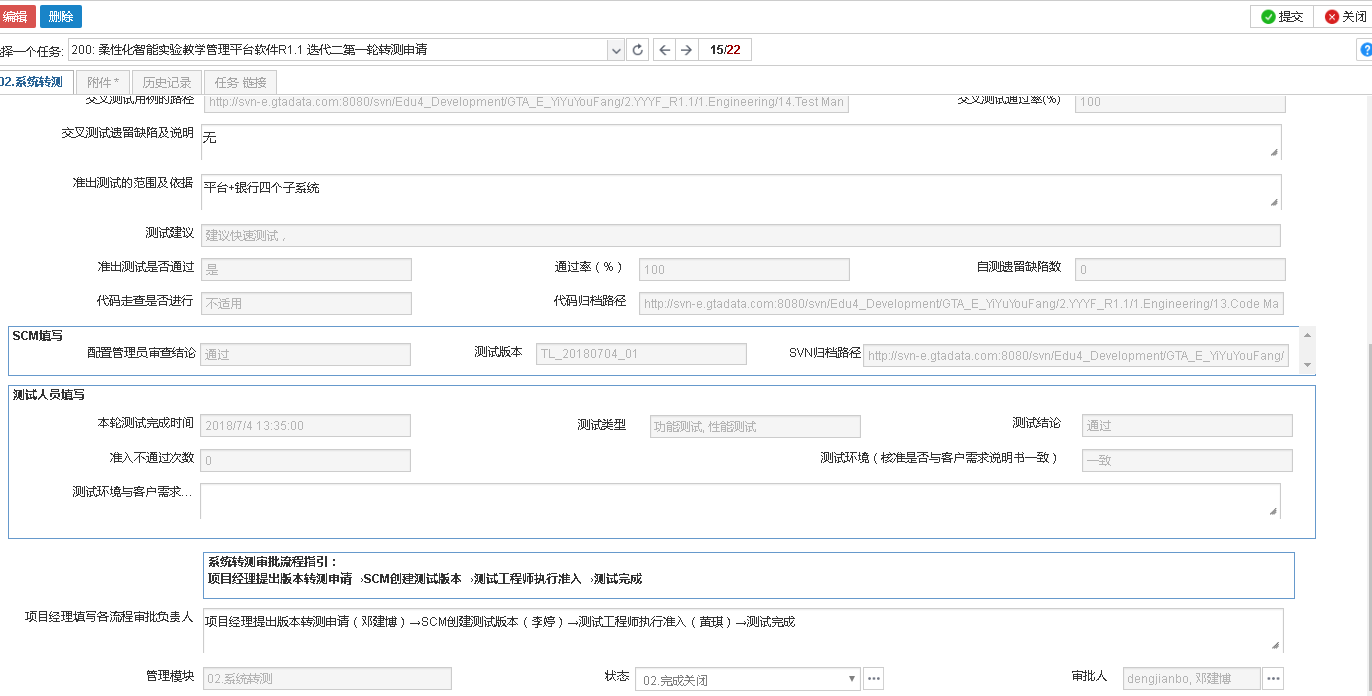 编辑 删除 提交 关闭
择一个任务: 200: 柔性化智能实验教学管理平台软件R1.1 迭代二第一轮转测申请 15/22
02.系统转测 附件* 历史记录 任务 链接
交叉测试用例的路径 http://svn-e.gtadata.com:8080/svn/Edu4_Development/GTA_E_YiYuYouFang/2.YYYF_R1.1/1.Engineering/14.Test Man 交叉测试通过率(%) 100
交叉测试遗留缺陷及说明 无
准出测试的范围及依据 平台+银行四个子系统
测试建议 建议快速测试，
准出测试是否通过 是 通过率（%） 100 自测遗留缺陷数 0
代码走查是否进行 不适用 代码归档路径 http://svn-e.gtadata.com:8080/svn/Edu4_Development/GTA_E_YiYuYouFang/2.YYYF_R1.1/1.Engineering/13.Code Ma
SCM填写
配置管理员审查结论 通过 测试版本 TL_20180704_01 SVN归档路径 http://svn-e.gtadata.com:8080/svn/Edu4_Development/GTA_E_YiYuYouFang/
测试人员填写
本轮测试完成时间 2018/7/4 13:35:00 测试类型 功能测试, 性能测试 测试结论 通过
准入不通过次数 0 测试环境（核准是否与客户需求说明书一致） 一致
测试环境与客户需求...
系统转测审批流程指引：
项目经理提出版本转测申请 →SCM创建测试版本 →测试工程师执行准入 →测试完成
项目经理填写各流程审批负责人 项目经理提出版本转测申请（邓建博）→SCM创建测试版本（李婷）→测试工程师执行准入（黄琪）→测试完成
管理模块 02.系统转测 状态 02.完成关闭 ... 审批人 dengjianbo, 邓建博 ...